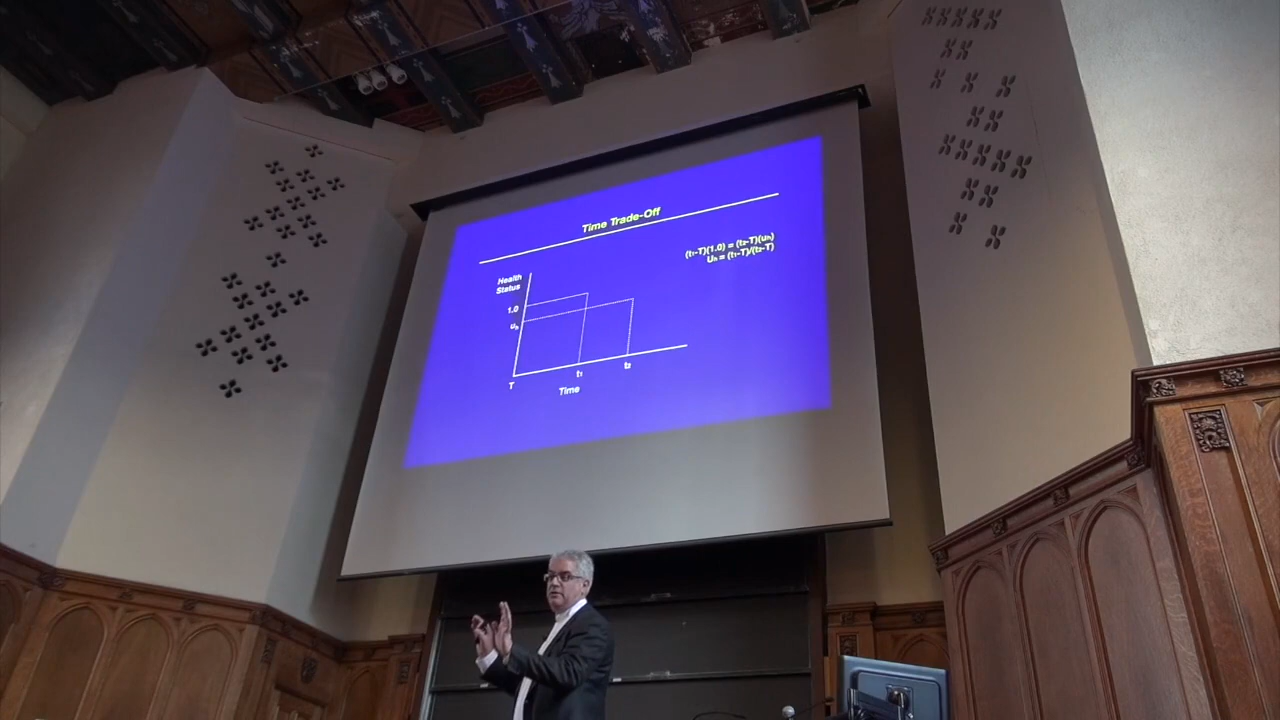 Time Trade-Off
(t₁-T)(1.0) = (t₂-T)(uₕ)
Uₕ = (t₁-T)/(t₂-T)
Health
Status
1.0
uₕ
T
t₁
t₂
Time